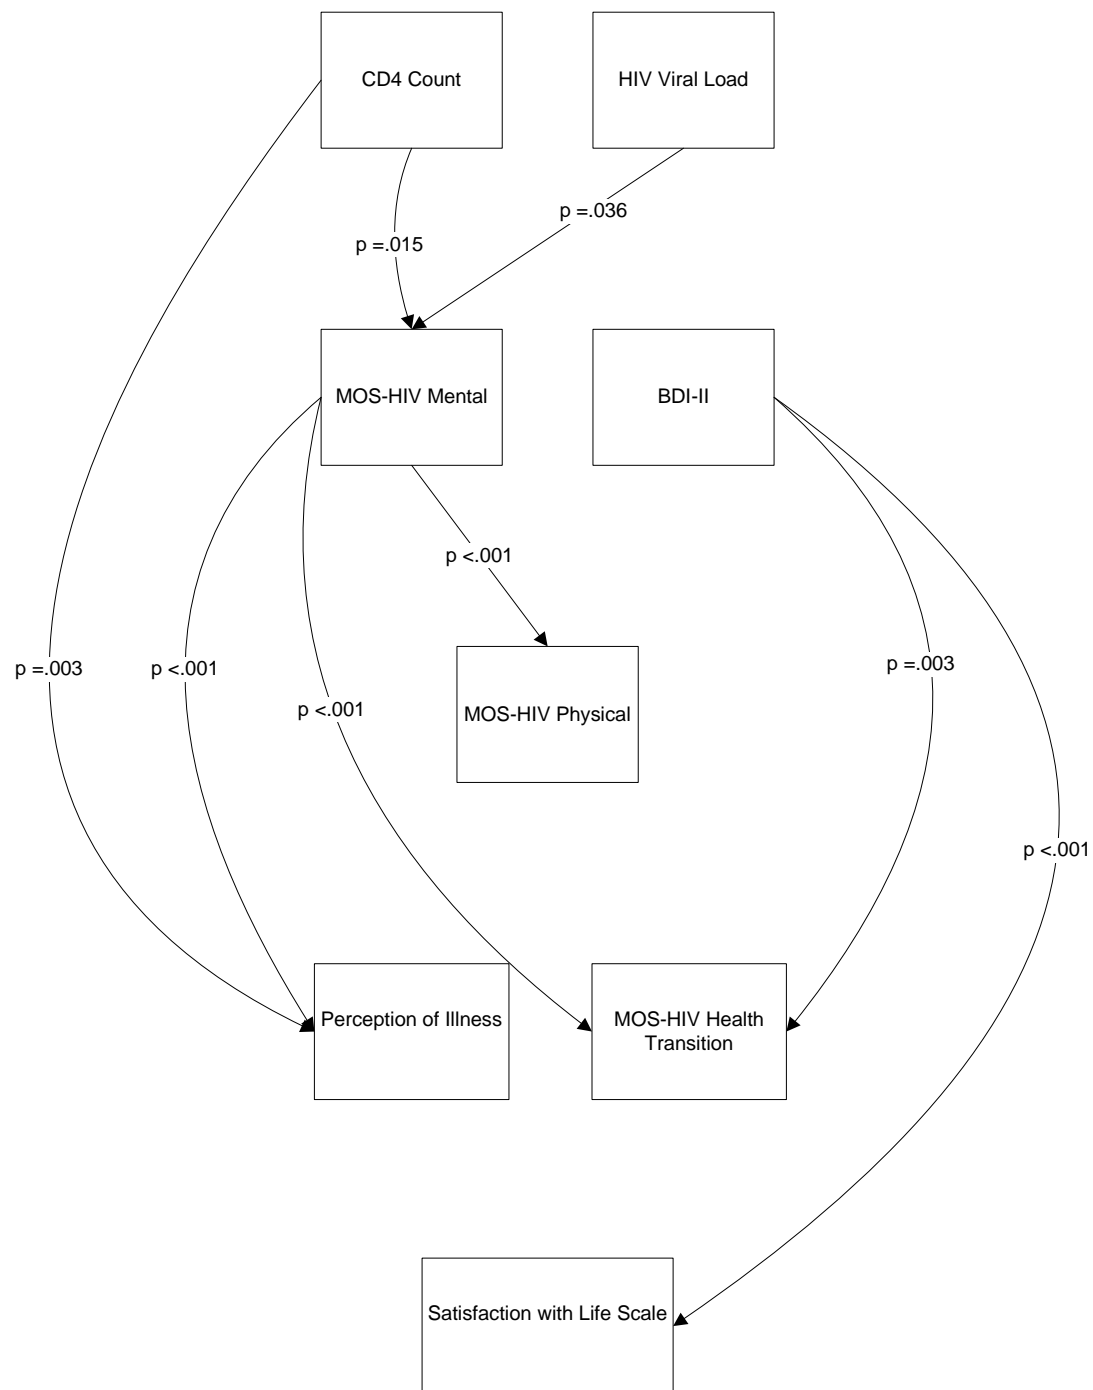 CD4 Count
HIV Viral Load
p =.036
p =.015
MOS-HIV Mental
BDI-II
p <.001
p =.003
p <.001
p <.001
p =.003
MOS-HIV Physical
p <.001
Perception of Illness
MOS-HIV Health
Transition
Satisfaction with Life Scale